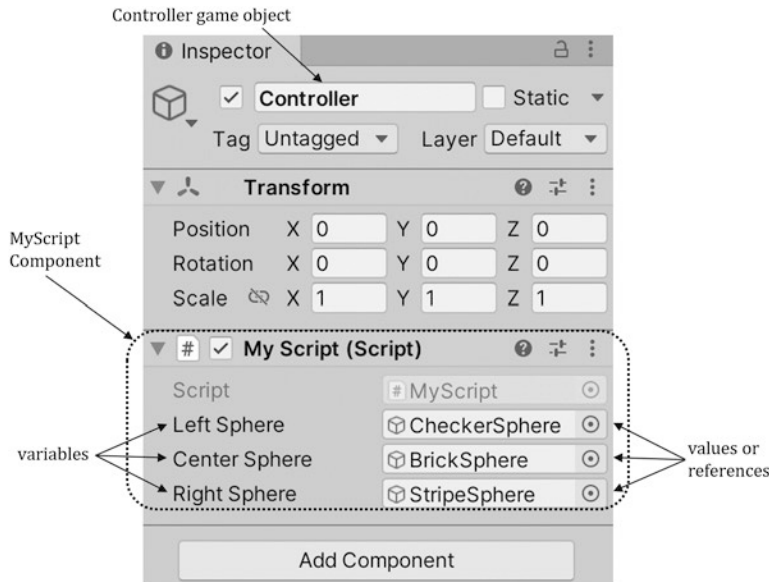 Controller game object
Inspector
Controller Static
Tag Untagged Layer Default
Transform
Position X 0 Y 0 Z 0
Rotation X 0 Y 0 Z 0
Scale X 1 Y 1 Z 1
MyScript
Component
# My Script (Script)
Script # MyScript
Left Sphere CheckerSphere
Center Sphere BrickSphere
Right Sphere StripeSphere
variables
values or
references
Add Component